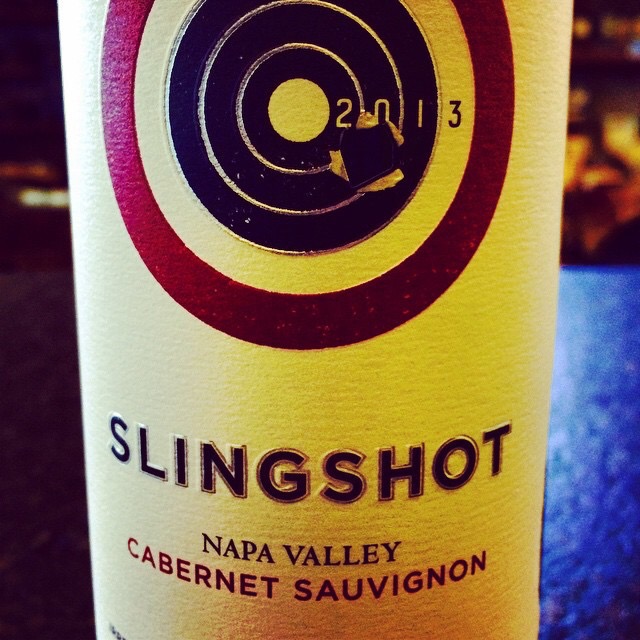 2013
SLINGSHOT
NAPA VALLEY
CABERNET SAUVIGNON